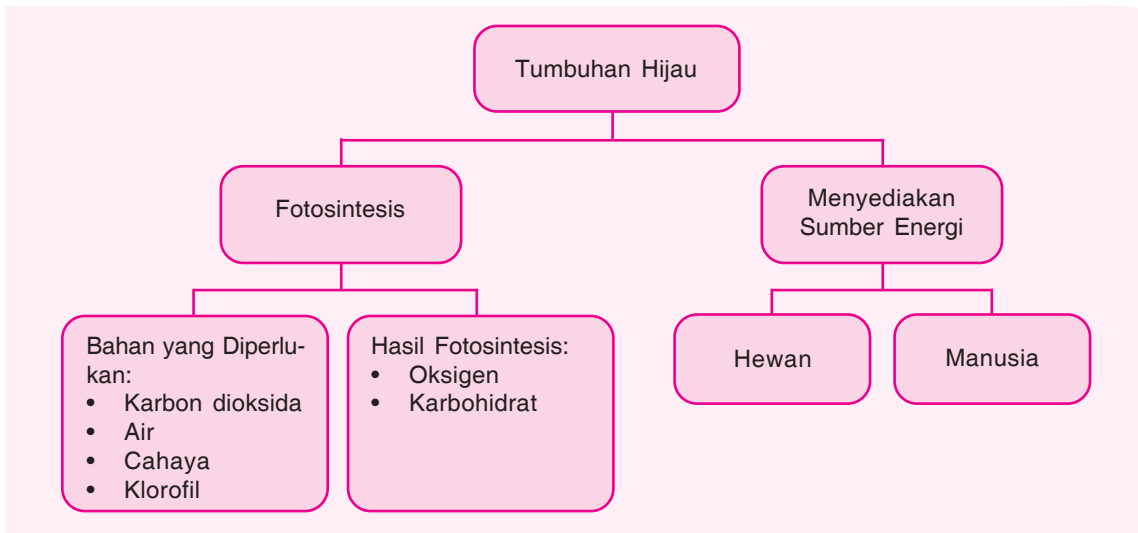 Tumbuhan Hijau
Fotosintesis
Menyediakan
Sumber Energi
Bahan yang Diperlu-
kan:
• Karbon dioksida
• Air
• Cahaya
• Klorofil
Hasil Fotosintesis:
• Oksigen
• Karbohidrat
Hewan
Manusia